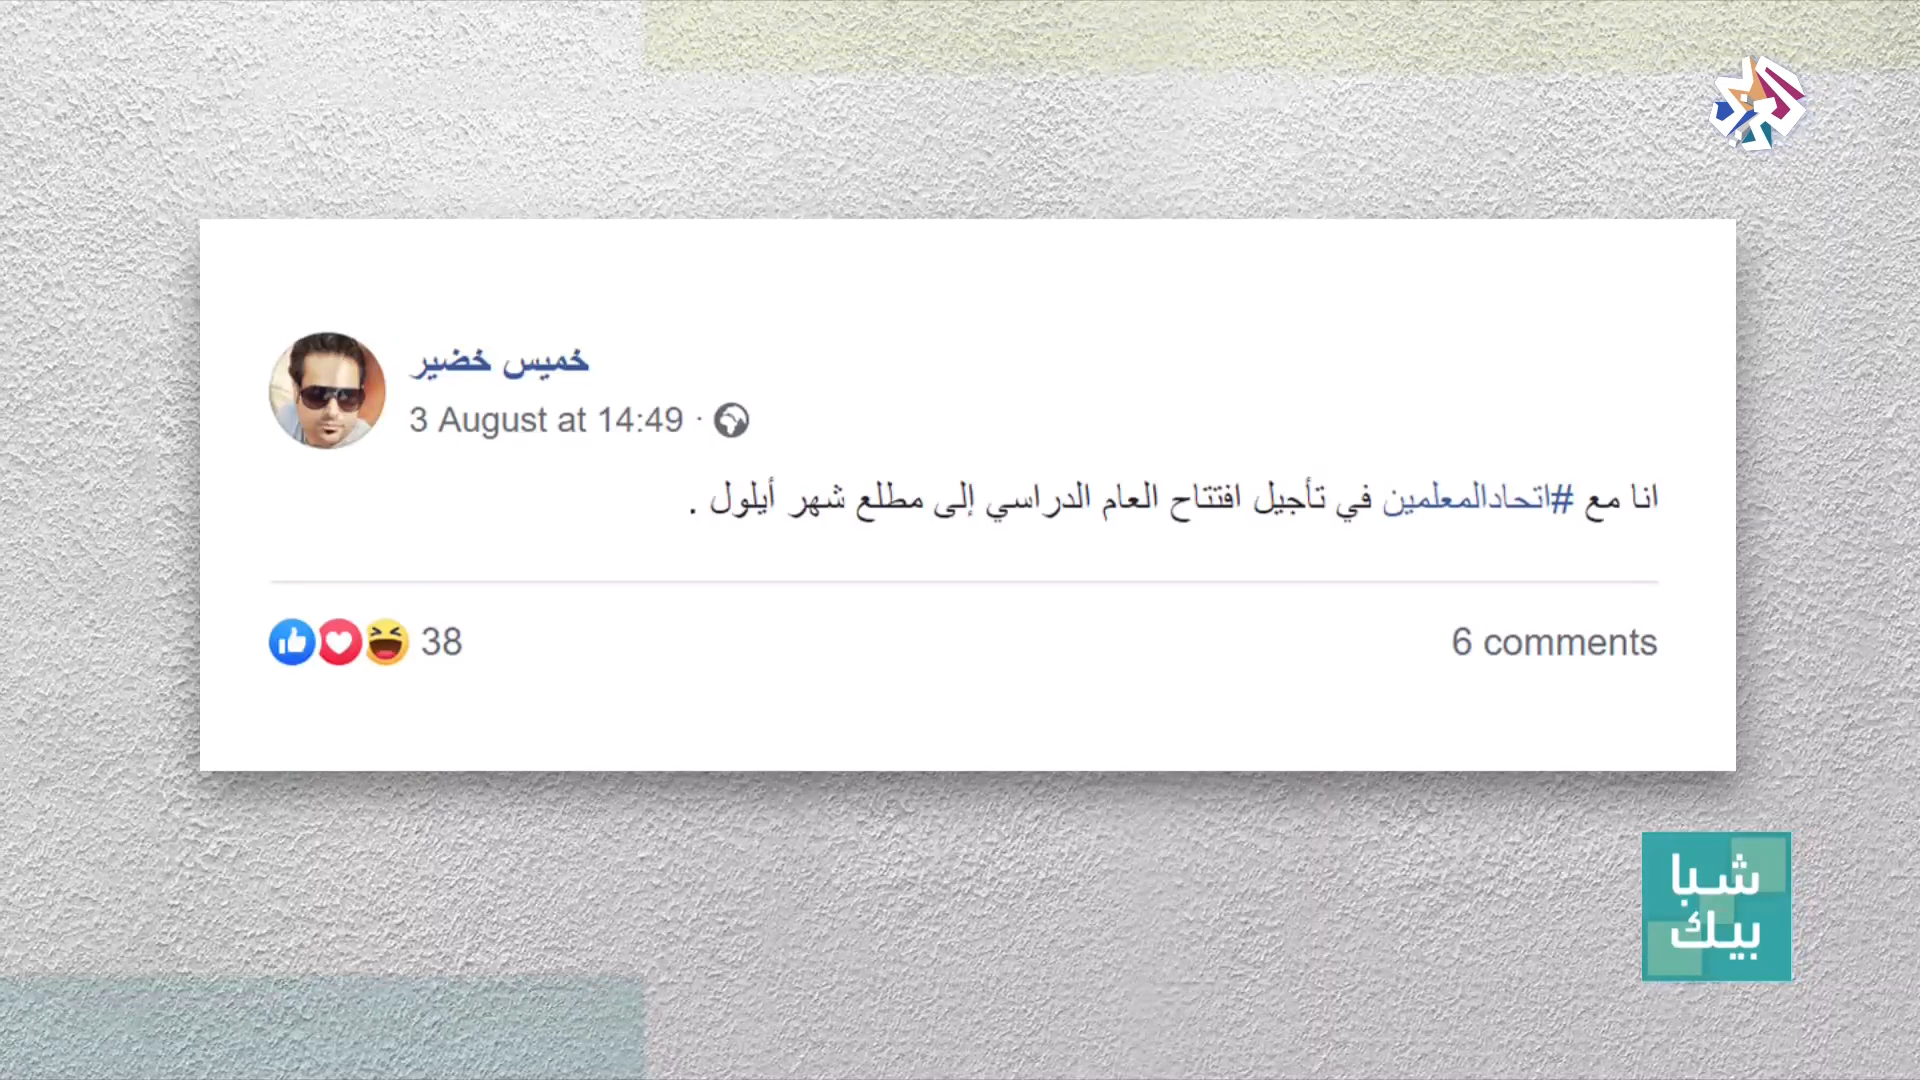 خميس خضير
3 August at 14:49 ·
انا مع #اتحادالمعلمين في تأجيل افتتاح العام الدراسي إلى مطلع شهر أيلول .
38
6 comments
شبا
بيك